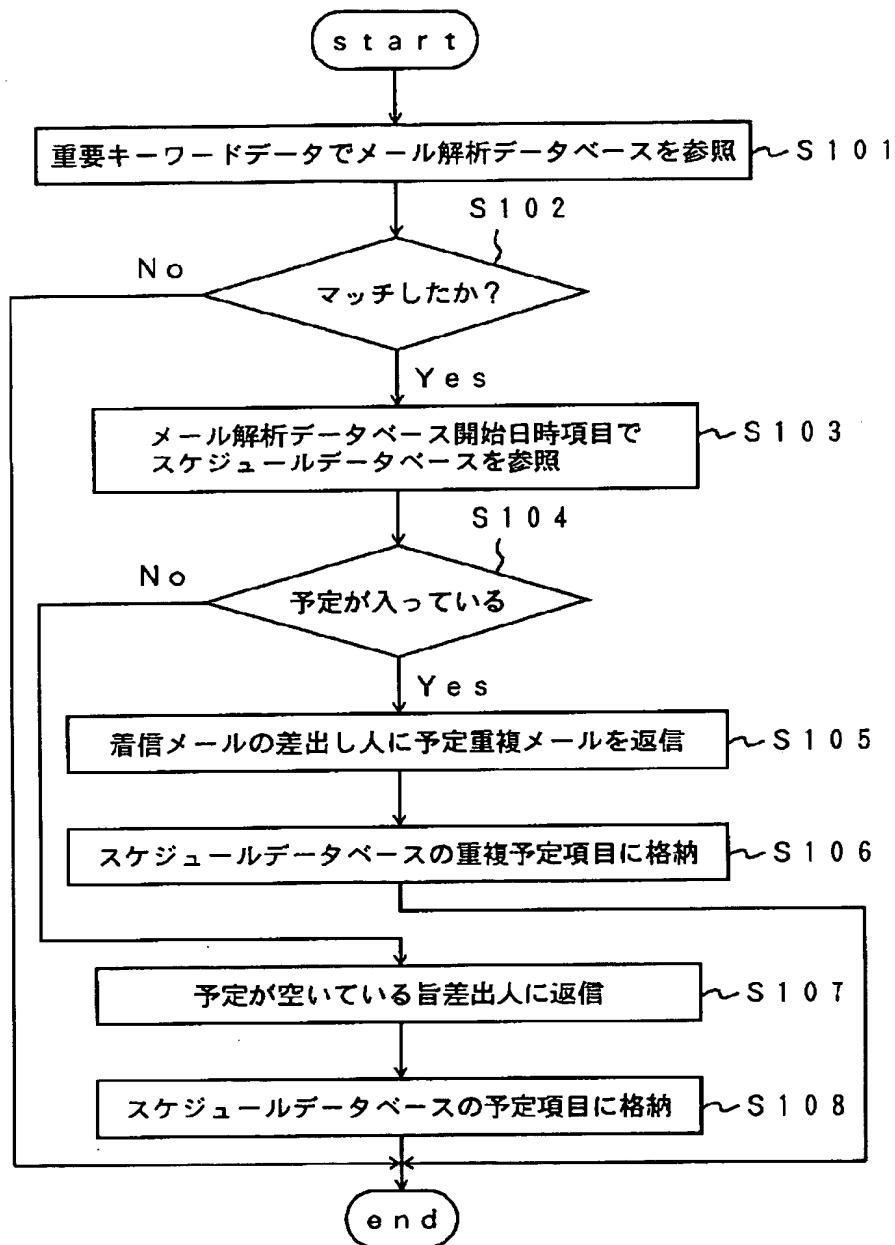 start
重要キーワードデータでメール解析データベースを参照
S101
S102
No
マッチしたか?
Yes
メール解析データベース開始日時項目で
スケジュールデータベースを参照
S103
S104
No
予定が入っている
Yes
着信メールの差出し人に予定重複メールを返信
S105
スケジュールデータベースの重複予定項目に格納
S106
予定が空いている旨差出人に返信
S107
スケジュールデータベースの予定項目に格納
S108
end